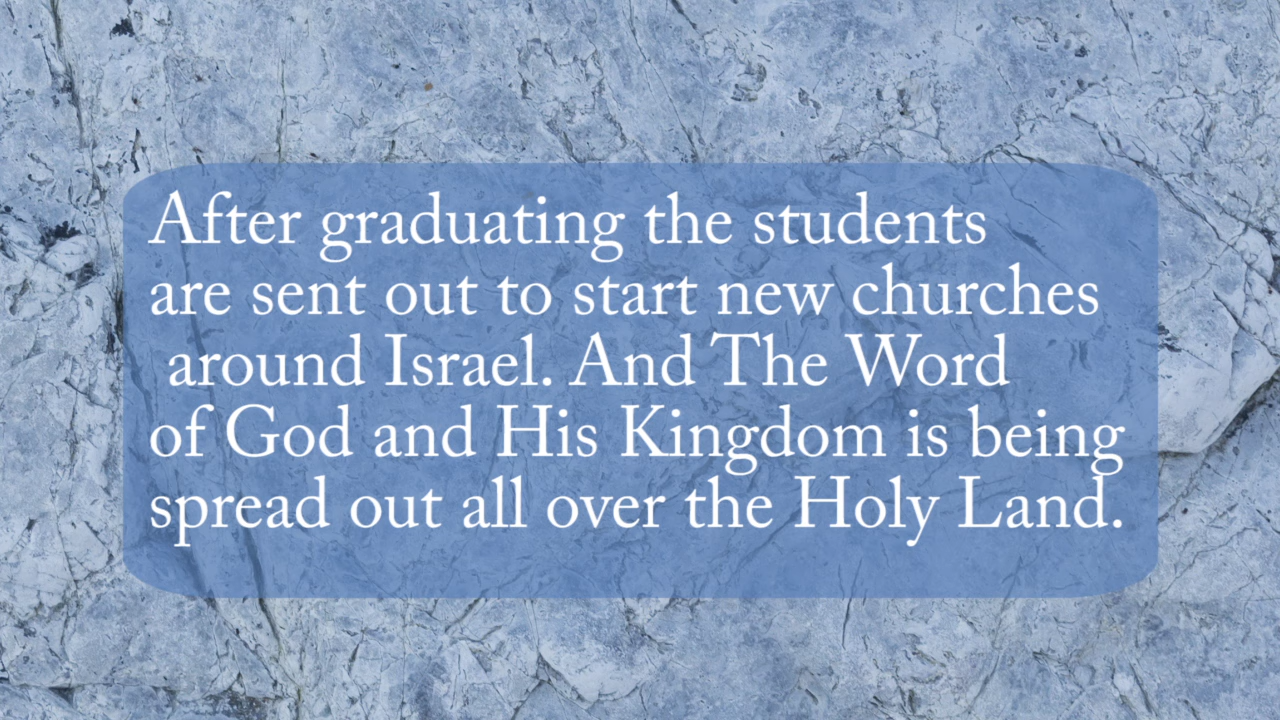 After graduating the students
are sent out to start new churches
around Israel. And The Word
of God and His Kingdom is being
spread out all over the Holy Land.